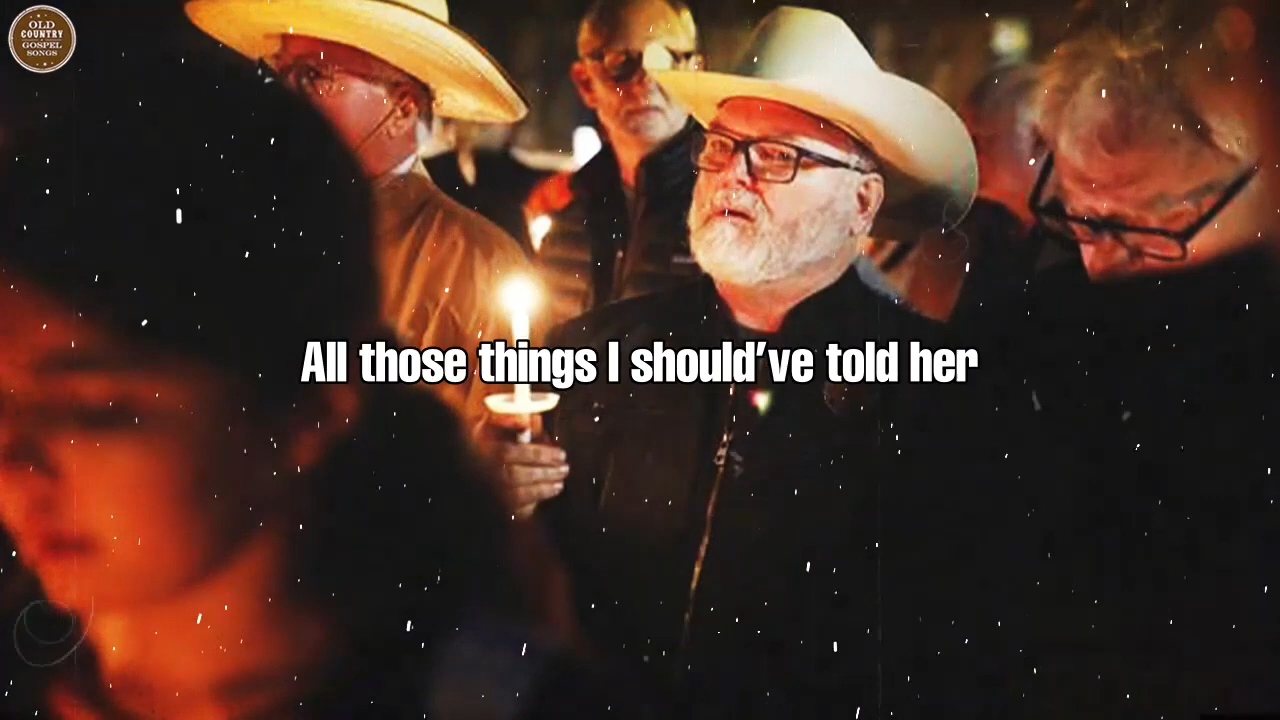 OLD
COUNTRY
GOSPEL
SONGS
All those things I should've told her